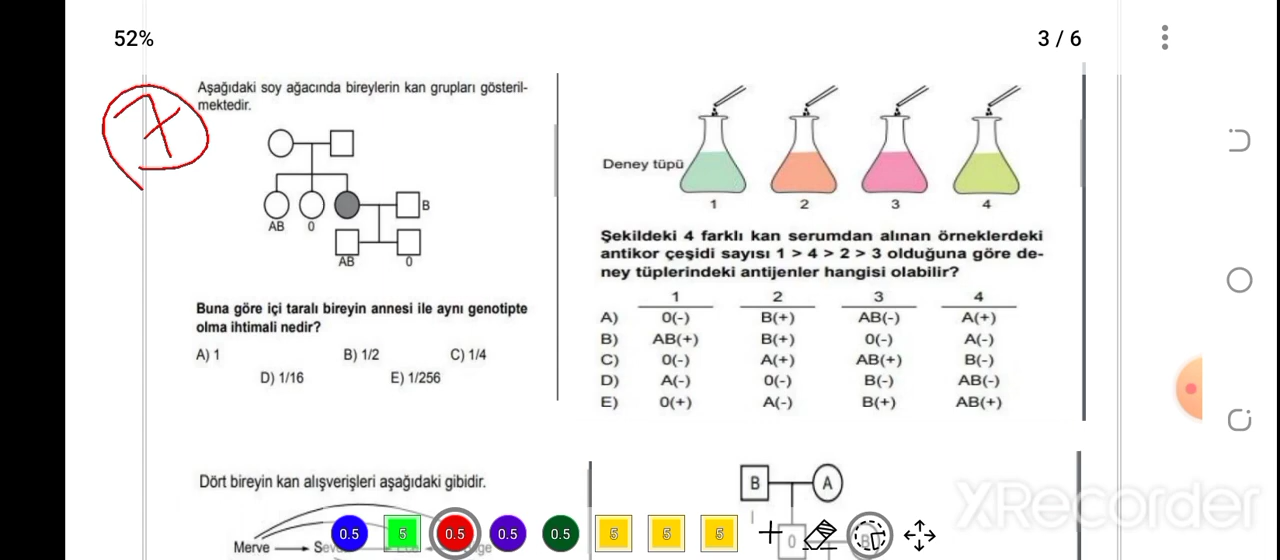 52%
3 / 6
Aşağıdaki soy ağacında bireylerin kan grupları gösteril-
mektedir.
AB
0
B
AB
0
Buna göre içi taralı bireyin annesi ile aynı genotipte
olma ihtimali nedir?
A) 1
B) 1/2
C) 1/4
D) 1/16
E) 1/256
Deney tüpü
1 2 3 4
Şekildeki 4 farklı kan serumdan alınan örneklerdeki
antikor çeşidi sayısı 1 > 4 > 2 > 3 olduğuna göre de-
ney tüplerindeki antijenler hangisi olabilir?
1 2 3 4
A) 0(-) B(+) AB(-) A(+)
B) AB(+) B(+) 0(-) A(-)
C) 0(-) A(+) AB(+) B(-)
D) A(-) 0(-) B(-) AB(-)
E) 0(+) A(-) B(+) AB(+)
Dört bireyin kan alışverişleri aşağıdaki gibidir.
Merve
B A
0
0.5 5 0.5 0.5 0.5 5 5 5
XRecorder